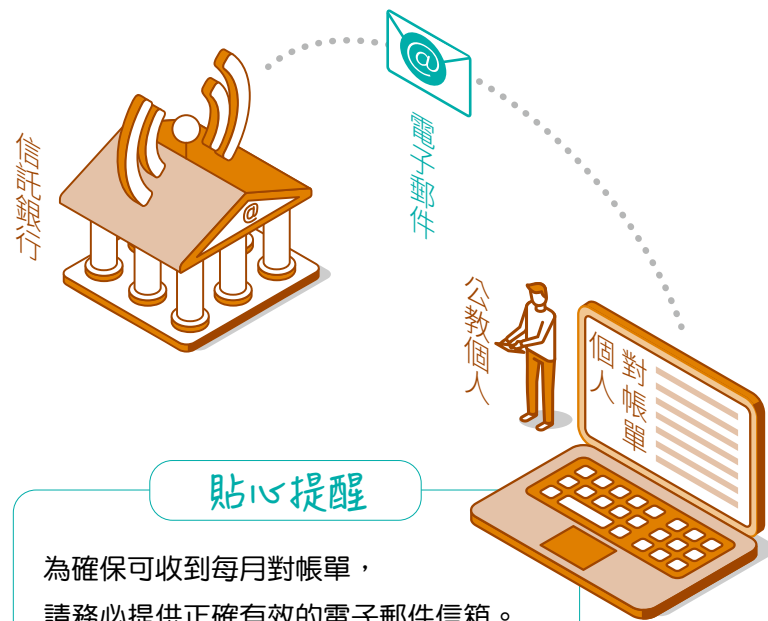 信託銀行
@
@
電子郵件
公教個人
個人
對帳單
貼心提醒
為確保可收到每月對帳單，
請務必提供正確有效的電子郵件信箱。